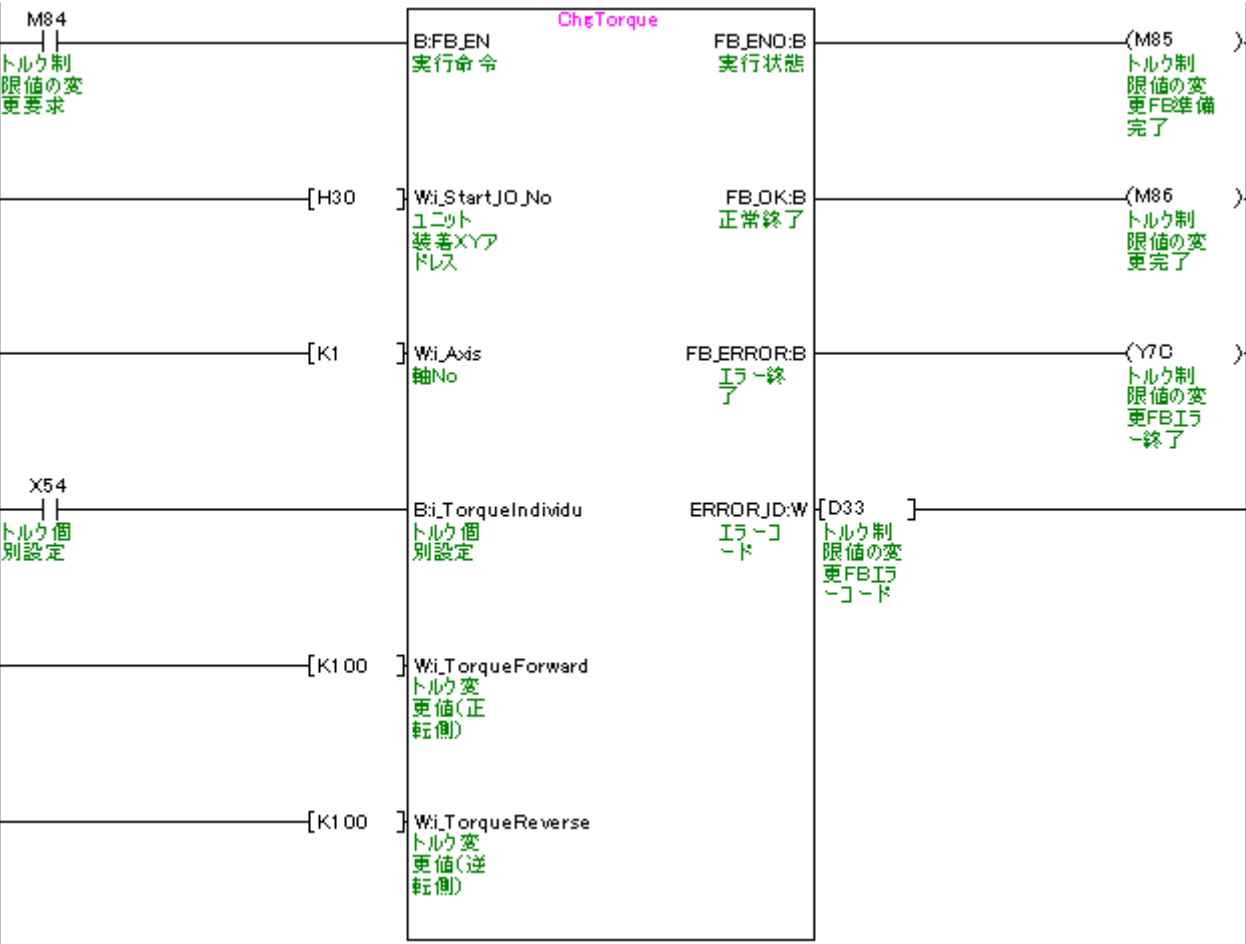 ChgTorque
M84
トルク制
限値の変
更要求
B:FB_EN
実行命令
FB_ENO:B
実行状態
(M85 )
トルク制
限値の変
更FB準備
完了
[H30 ]
W:i_Start_IO_No
ユニット
装着XYア
ドレス
FB_OK:B
正常終了
(M86 )
トルク制
限値の変
更完了
[K1 ]
W:i_Axis
軸No
FB_ERROR:B
エラー終
了
(Y7C )
トルク制
限値の変
更FBエラ
ー終了
X54
トルク個
別設定
B:i_TorqueIndividu
トルク個
別設定
ERROR_ID:W
エラーコ
ード
[D33 ]
トルク制
限値の変
更FBエラ
ーコード
[K100 ]
W:i_TorqueForward
トルク変
更値(正
転側)
[K100 ]
W:i_TorqueReverse
トルク変
更値(逆
転側)